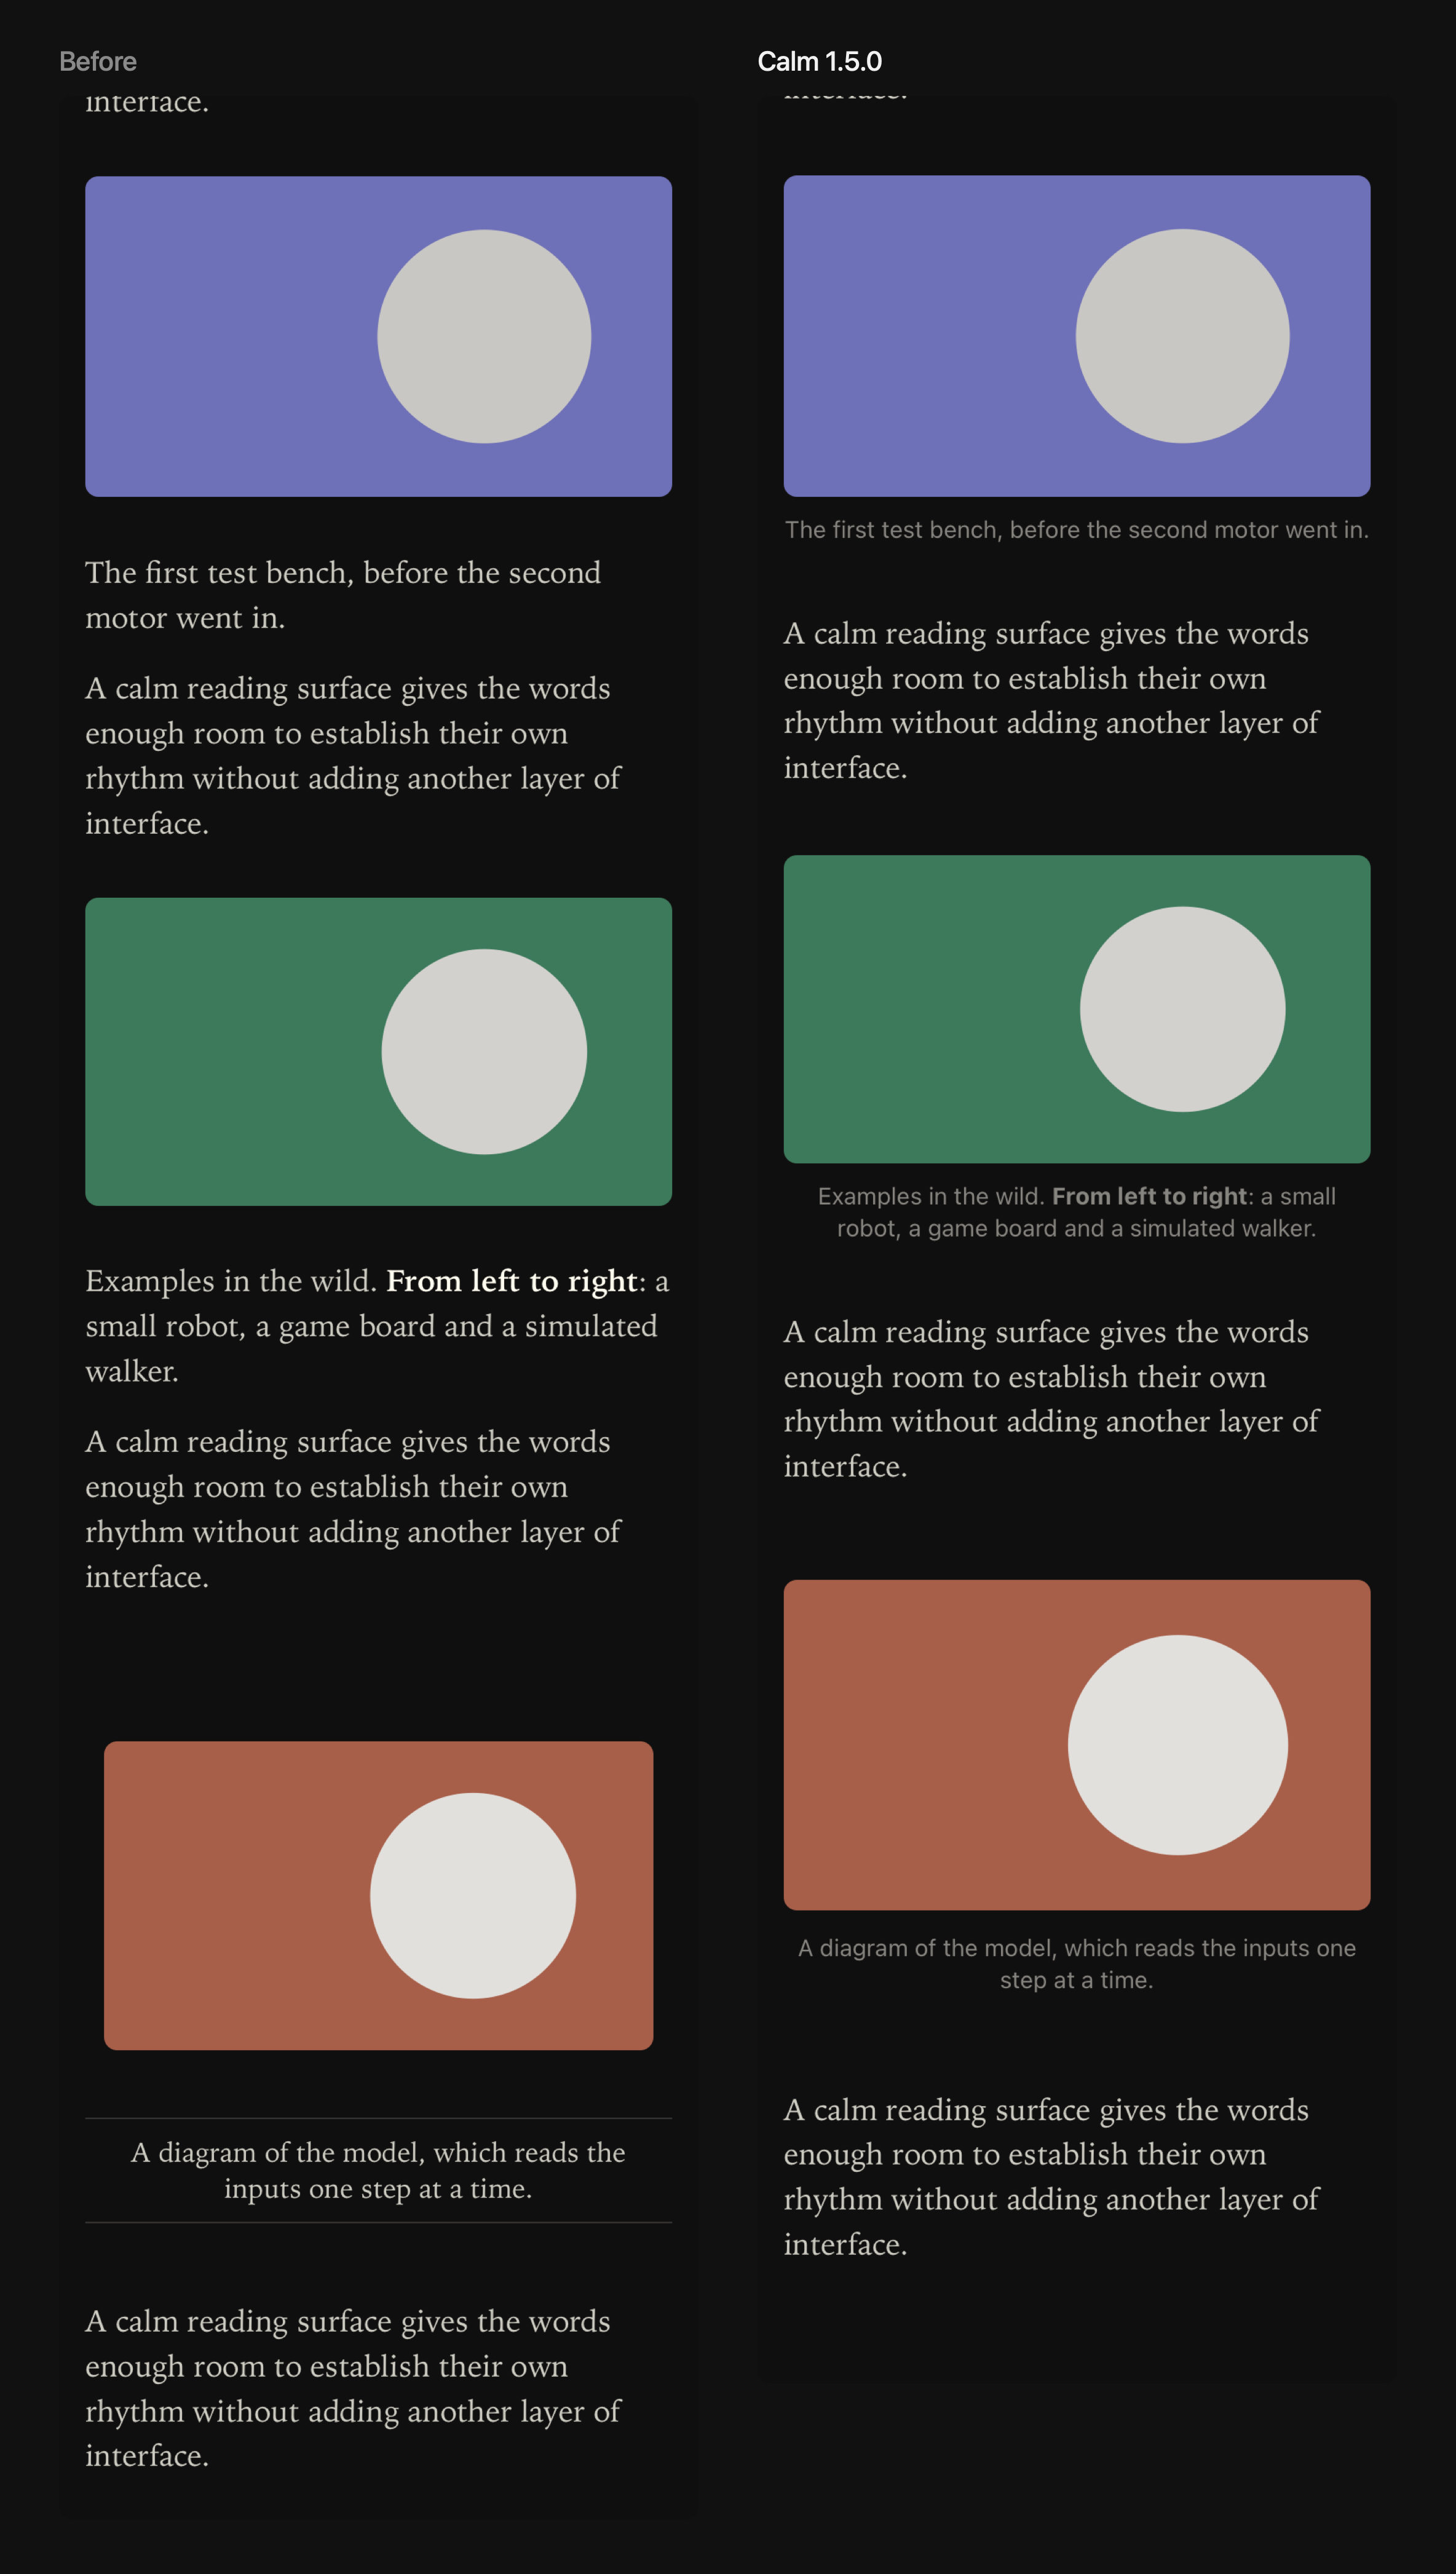 Before
interface.
The first test bench, before the second
motor went in.
A calm reading surface gives the words
enough room to establish their own
rhythm without adding another layer of
interface.
Examples in the wild. From left to right: a
small robot, a game board and a simulated
walker.
A calm reading surface gives the words
enough room to establish their own
rhythm without adding another layer of
interface.
A diagram of the model, which reads the
inputs one step at a time.
A calm reading surface gives the words
enough room to establish their own
rhythm without adding another layer of
interface.
Calm 1.5.0
interface.
The first test bench, before the second motor went in.
A calm reading surface gives the words
enough room to establish their own
rhythm without adding another layer of
interface.
Examples in the wild. From left to right: a small
robot, a game board and a simulated walker.
A calm reading surface gives the words
enough room to establish their own
rhythm without adding another layer of
interface.
A diagram of the model, which reads the inputs one
step at a time.
A calm reading surface gives the words
enough room to establish their own
rhythm without adding another layer of
interface.